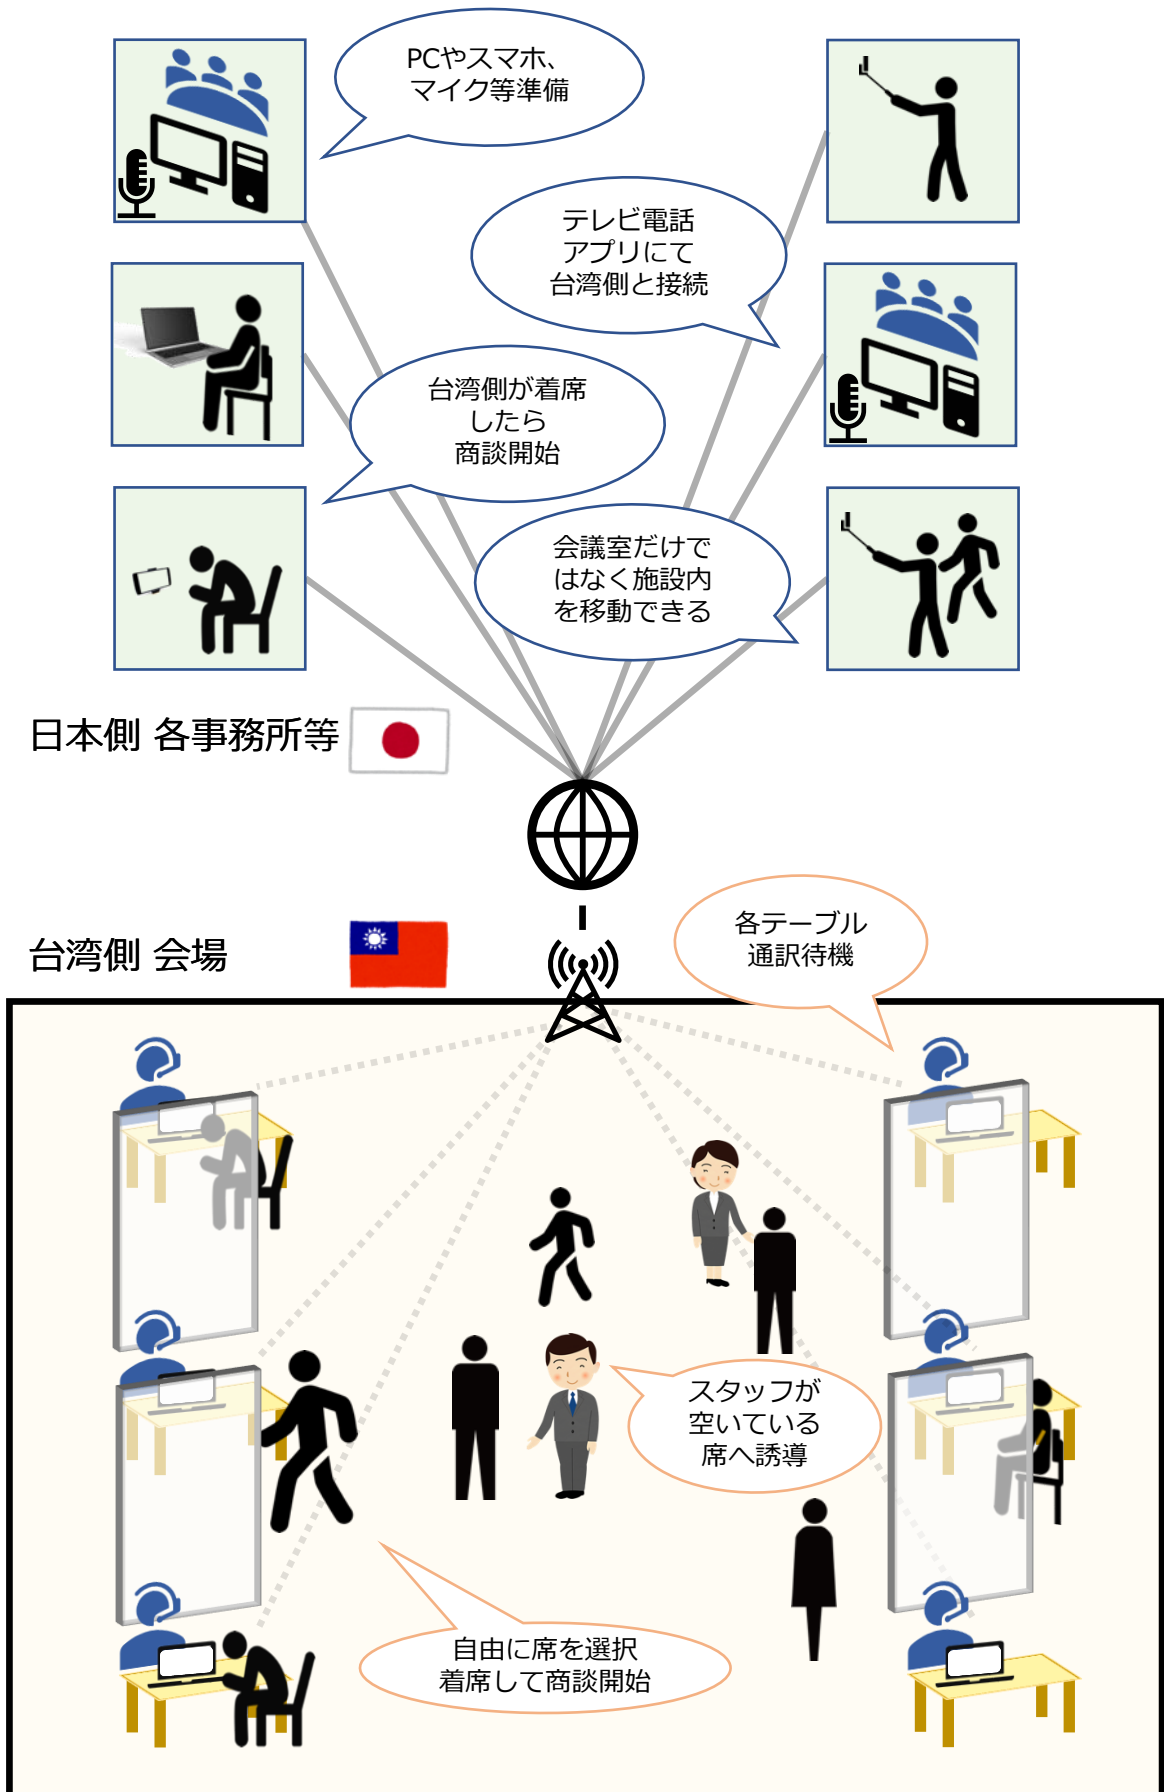 PCやスマホ、
マイク等準備
テレビ電話
アプリにて
台湾側と接続
台湾側が着席
したら
商談開始
会議室だけで
はなく施設内
を移動できる
日本側 各事務所等
台湾側 会場
各テーブル
通訳待機
スタッフが
空いている
席へ誘導
自由に席を選択
着席して商談開始